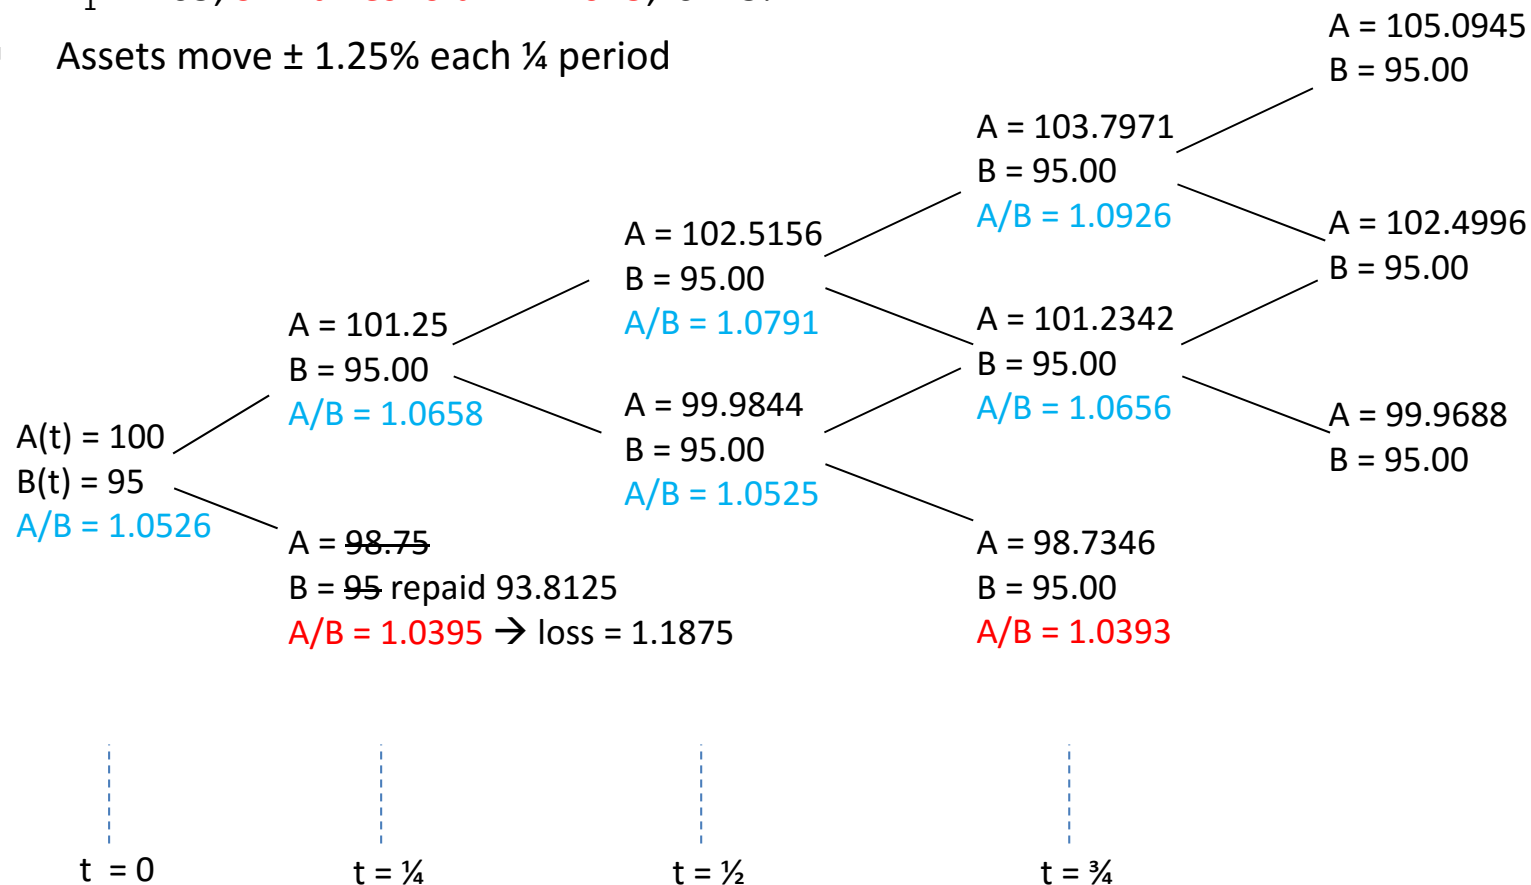 1
Assets move ± 1.25% each ¼ period
A = 105.0945
B = 95.00
A = 103.7971
B = 95.00
A/B = 1.0926
A = 102.4996
B = 95.00
A = 102.5156
B = 95.00
A/B = 1.0791
A = 101.2342
B = 95.00
A/B = 1.0656
A = 101.25
B = 95.00
A/B = 1.0658
A = 99.9844
B = 95.00
A/B = 1.0525
A = 99.9688
B = 95.00
A(t) = 100
B(t) = 95
A/B = 1.0526
A = 98.75
B = 95 repaid 93.8125
A/B = 1.0395 → loss = 1.1875
A = 98.7346
B = 95.00
A/B = 1.0393
t = 0
t = ¼
t = ½
t = ¾